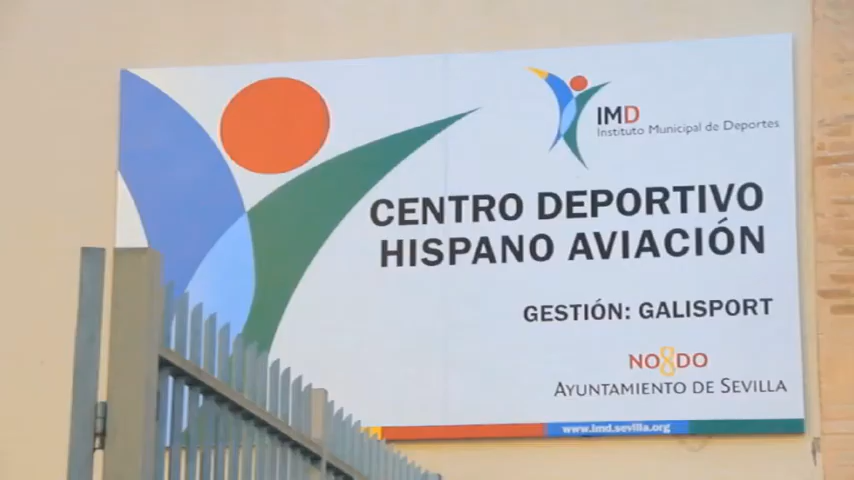 IMD
Instituto Municipal de Deportes
CENTRO DEPORTIVO
HISPANO AVIACIÓN
GESTIÓN: GALISPORT
NO8DO
AYUNTAMIENTO DE SEVILLA
www.imd.sevilla.org